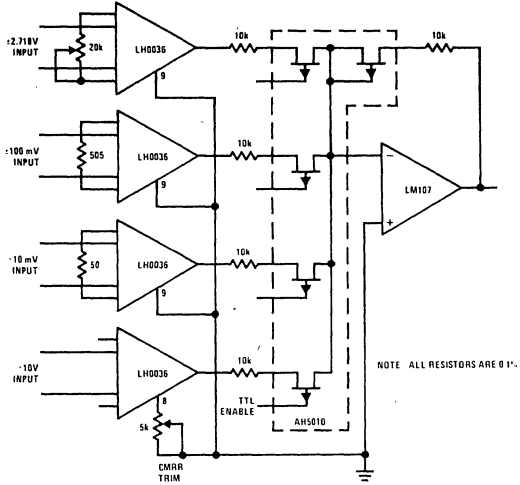 ±2.718V
INPUT
20k
LH0036
9
10k
10k
±100 mV
INPUT
505
LH0036
9
10k
LM107
−
+
·10 mV
INPUT
50
LH0036
9
10k
·10V
INPUT
LH0036
8
10k
5k
CMRR
TRIM
TTL
ENABLE
AH5010
NOTE ALL RESISTORS ARE 0 1%